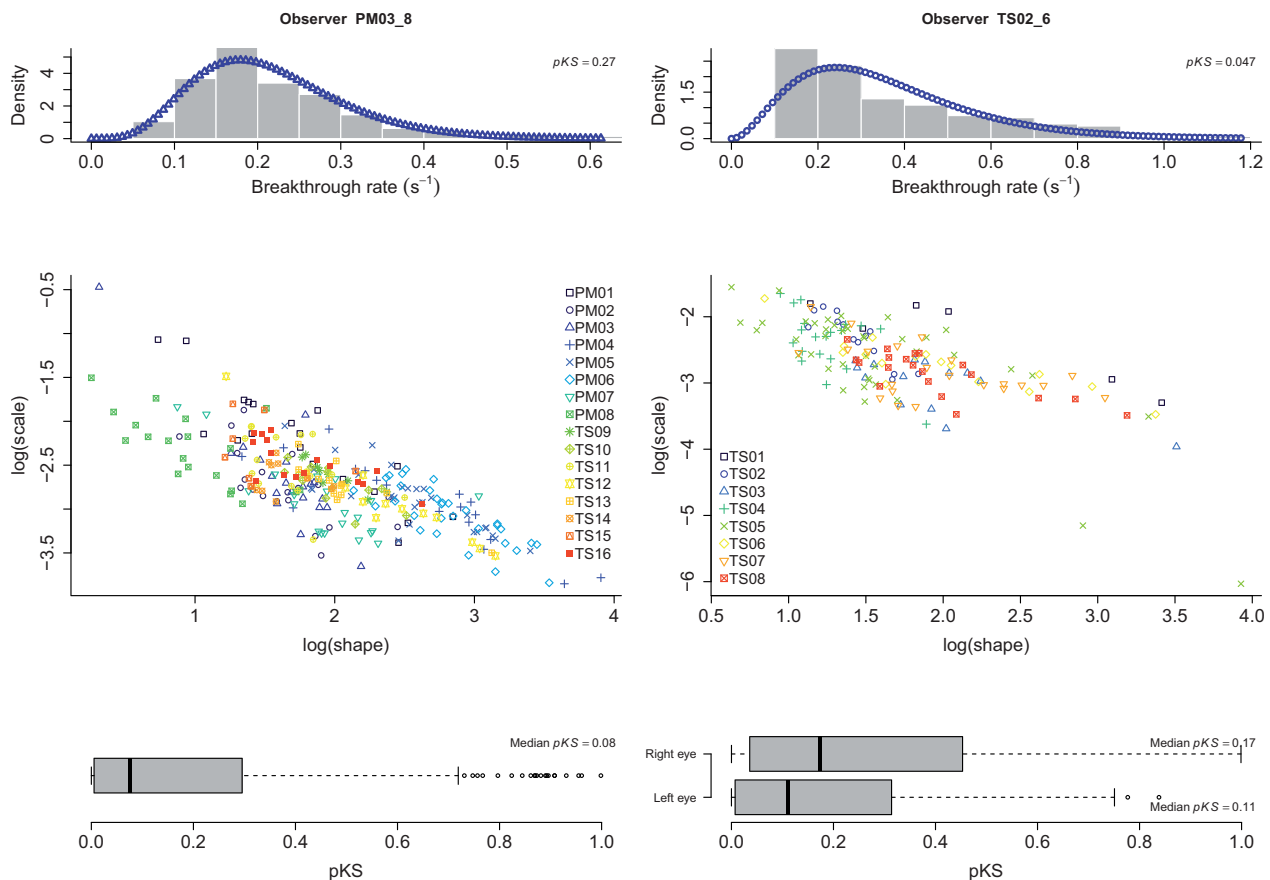 Observer PM03_8
pKS = 0.27
Density
0 2 4
0.0 0.1 0.2 0.3 0.4 0.5 0.6
Breakthrough rate (s⁻¹)
Observer TS02_6
pKS = 0.047
Density
0.0 1.5
0.0 0.2 0.4 0.6 0.8 1.0 1.2
Breakthrough rate (s⁻¹)
log(scale)
−0.5
−1.5
−2.5
−3.5
PM01
PM02
PM03
PM04
PM05
PM06
PM07
PM08
TS09
TS10
TS11
TS12
TS13
TS14
TS15
TS16
1 2 3 4
log(shape)
log(scale)
−2
−3
−4
−5
−6
TS01
TS02
TS03
TS04
TS05
TS06
TS07
TS08
0.5 1.0 1.5 2.0 2.5 3.0 3.5 4.0
log(shape)
Median pKS = 0.08
0.0 0.2 0.4 0.6 0.8 1.0
pKS
Right eye
Median pKS = 0.17
Left eye
Median pKS = 0.11
0.0 0.2 0.4 0.6 0.8 1.0
pKS